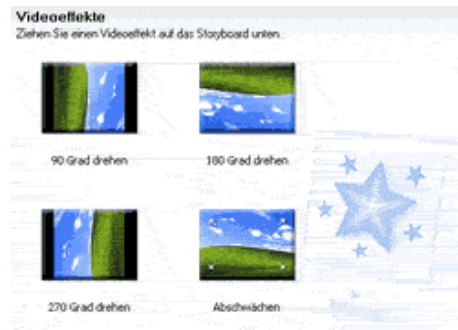 Videoeffekte
Ziehen Sie einen Videoeffekt auf das Storyboard unten.
90 Grad drehen
180 Grad drehen
270 Grad drehen
Abschwächen